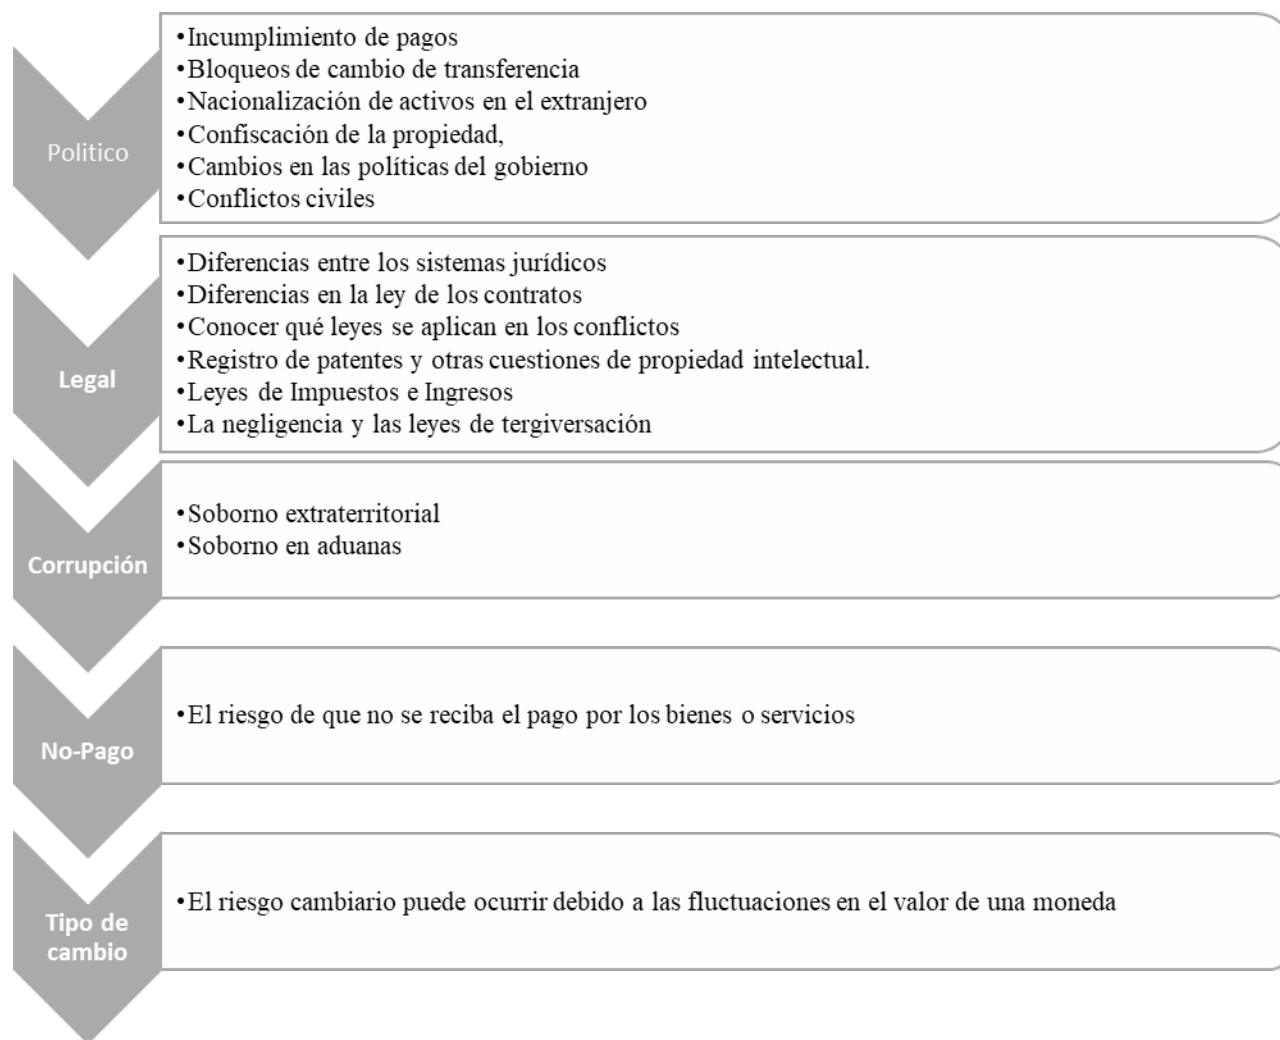 Politico
•Incumplimiento de pagos
•Bloqueos de cambio de transferencia
•Nacionalización de activos en el extranjero
•Confiscación de la propiedad,
•Cambios en las políticas del gobierno
•Conflictos civiles
Legal
•Diferencias entre los sistemas jurídicos
•Diferencias en la ley de los contratos
•Conocer qué leyes se aplican en los conflictos
•Registro de patentes y otras cuestiones de propiedad intelectual.
•Leyes de Impuestos e Ingresos
•La negligencia y las leyes de tergiversación
Corrupción
•Soborno extraterritorial
•Soborno en aduanas
No-Pago
•El riesgo de que no se reciba el pago por los bienes o servicios
Tipo de
cambio
•El riesgo cambiario puede ocurrir debido a las fluctuaciones en el valor de una moneda